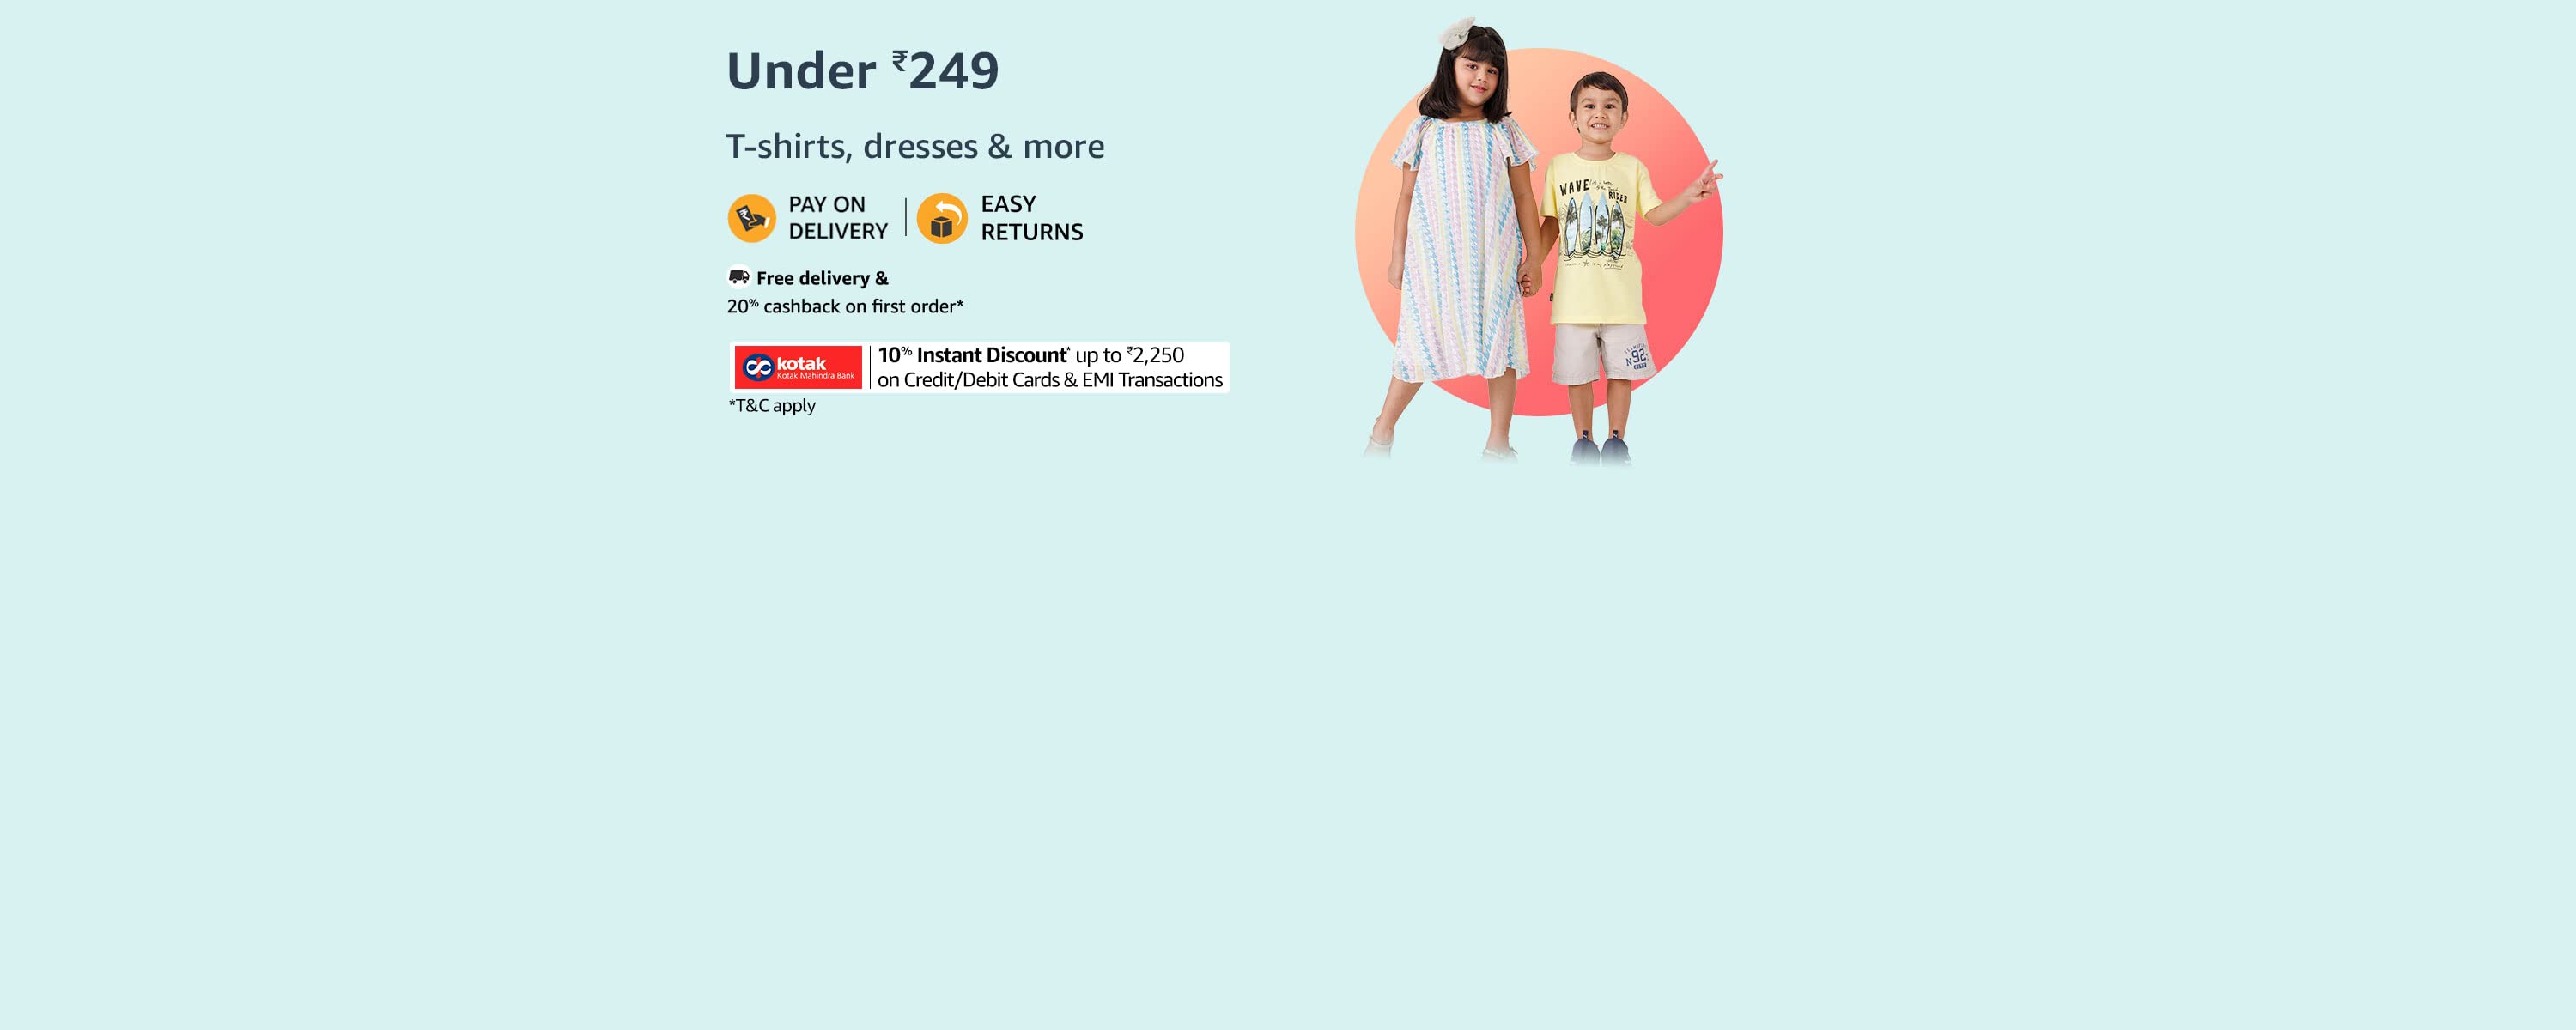 Under ₹249
T-shirts, dresses & more
PAY ON
DELIVERY
EASY
RETURNS
Free delivery &
20% cashback on first order*
kotak
Kotak Mahindra Bank
10% Instant Discount* up to ₹2,250
on Credit/Debit Cards & EMI Transactions
*T&C apply
WAVE
RIDER
N92